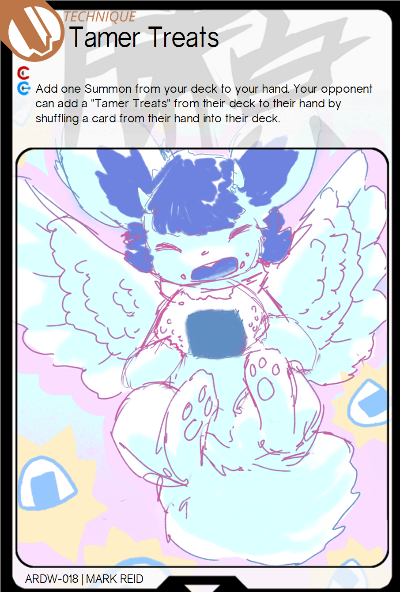 TECHNIQUE
Tamer Treats
C
C Add one Summon from your deck to your hand. Your opponent
can add a "Tamer Treats" from their deck to their hand by
shuffling a card from their hand into their deck.
ARDW-018 | MARK REID